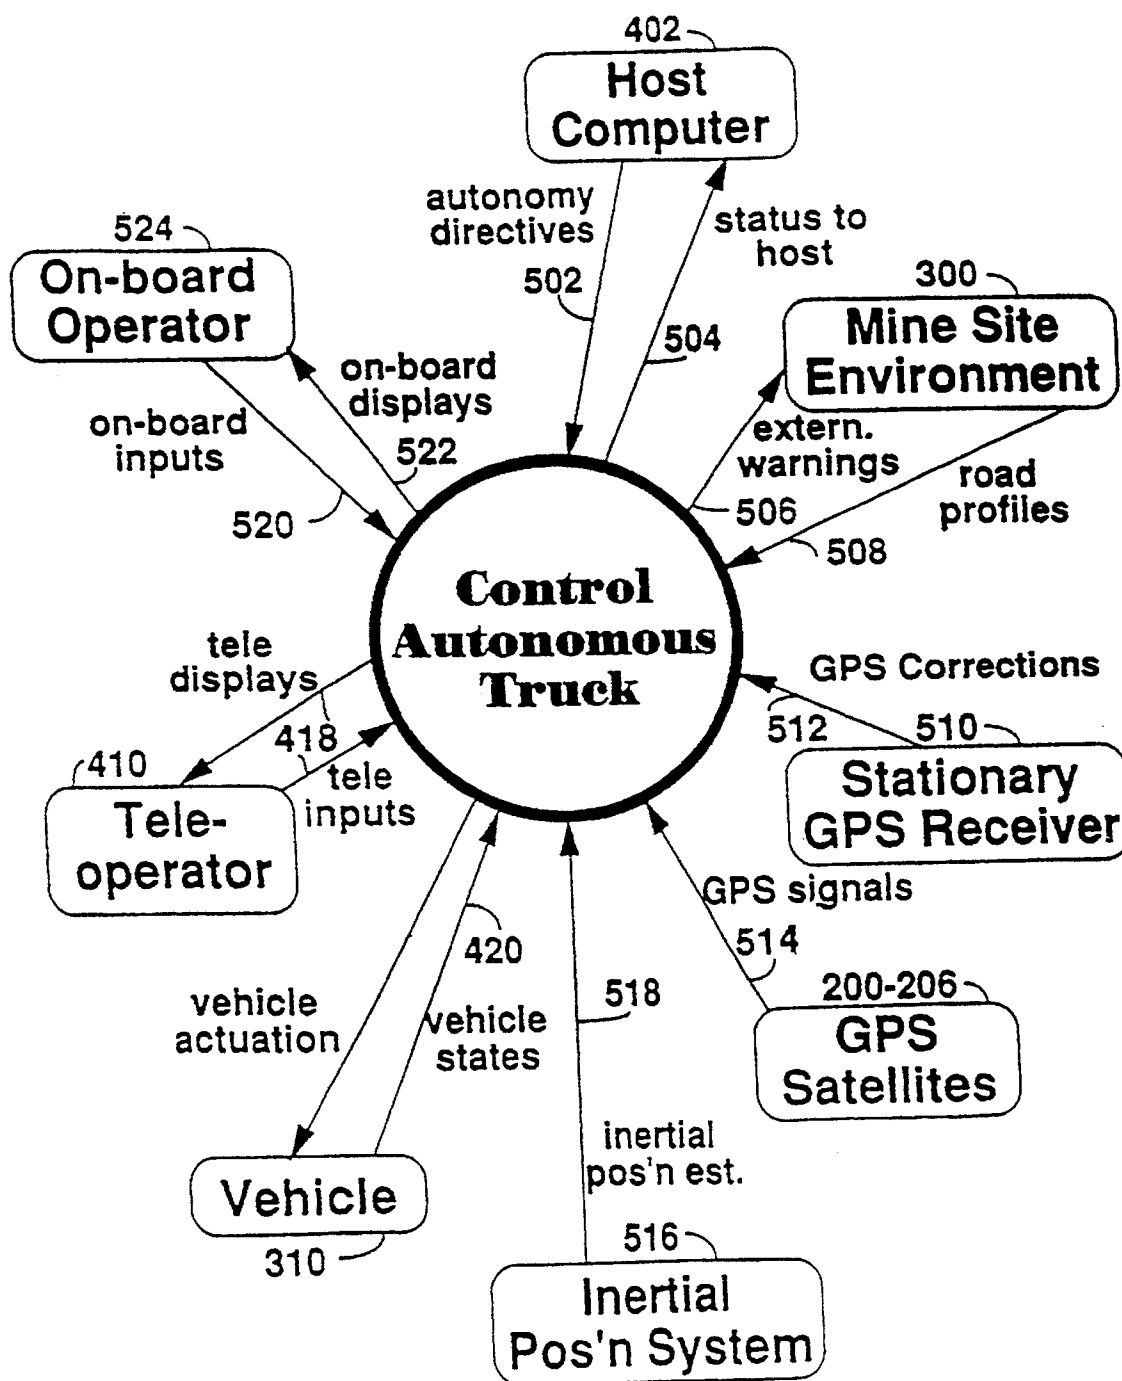 402
Host
Computer
autonomy
directives
502
status to
host
504
524
On-board
Operator
on-board
displays
522
on-board
inputs
520
300
Mine Site
Environment
extern.
warnings
506
road
profiles
508
Control
Autonomous
Truck
tele
displays
418
410
Tele-
operator
tele
inputs
GPS Corrections
512
510
Stationary
GPS Receiver
GPS signals
514
200-206
GPS
Satellites
vehicle
actuation
420
vehicle
states
Vehicle
310
518
inertial
pos'n est.
516
Inertial
Pos'n System